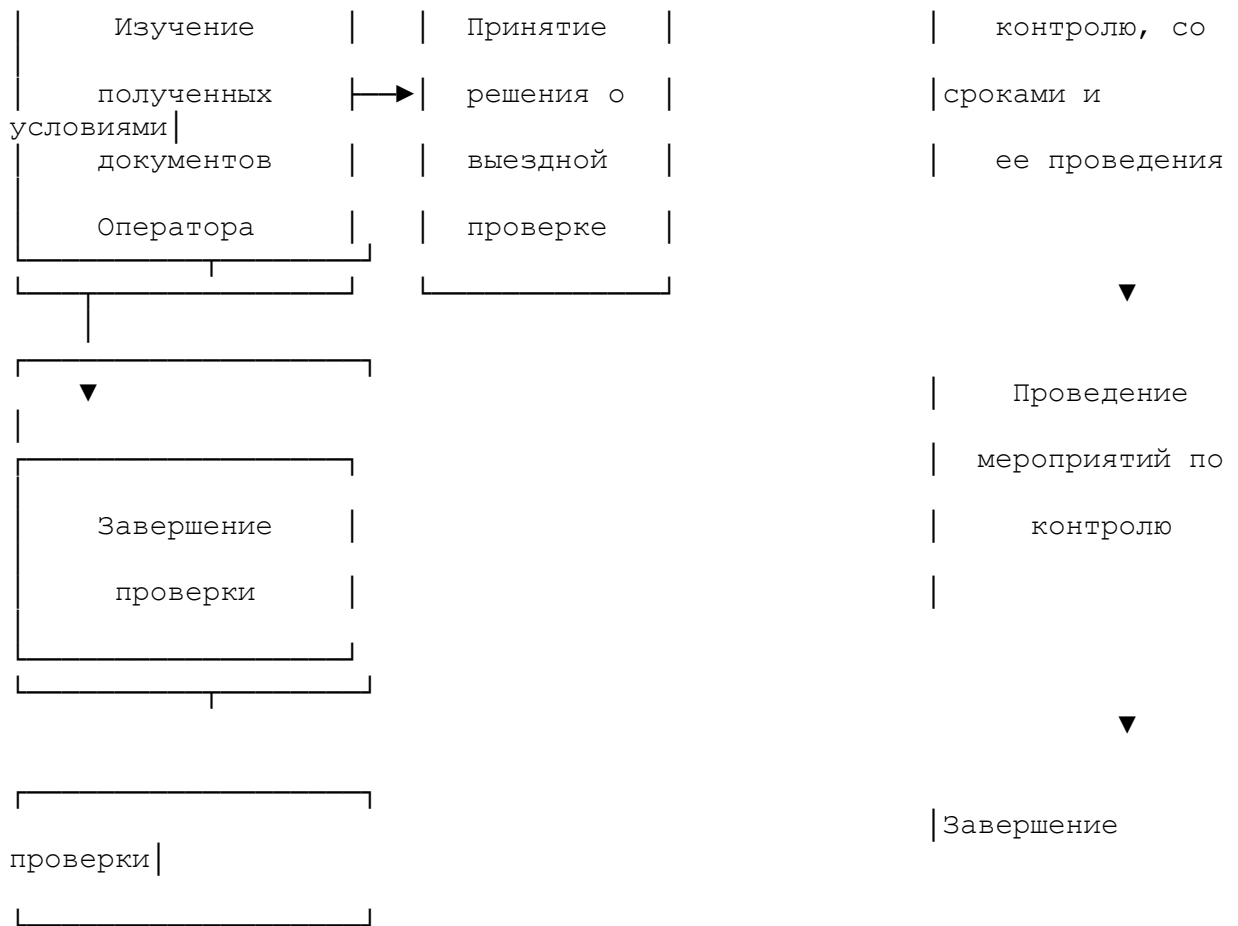 Изучение Принятие контролю, со
полученных решения о сроками и
условиями
документов выездной ее проведения
Оператора проверке
Проведение
мероприятий по
Завершение контролю
проверки
Завершение
проверки